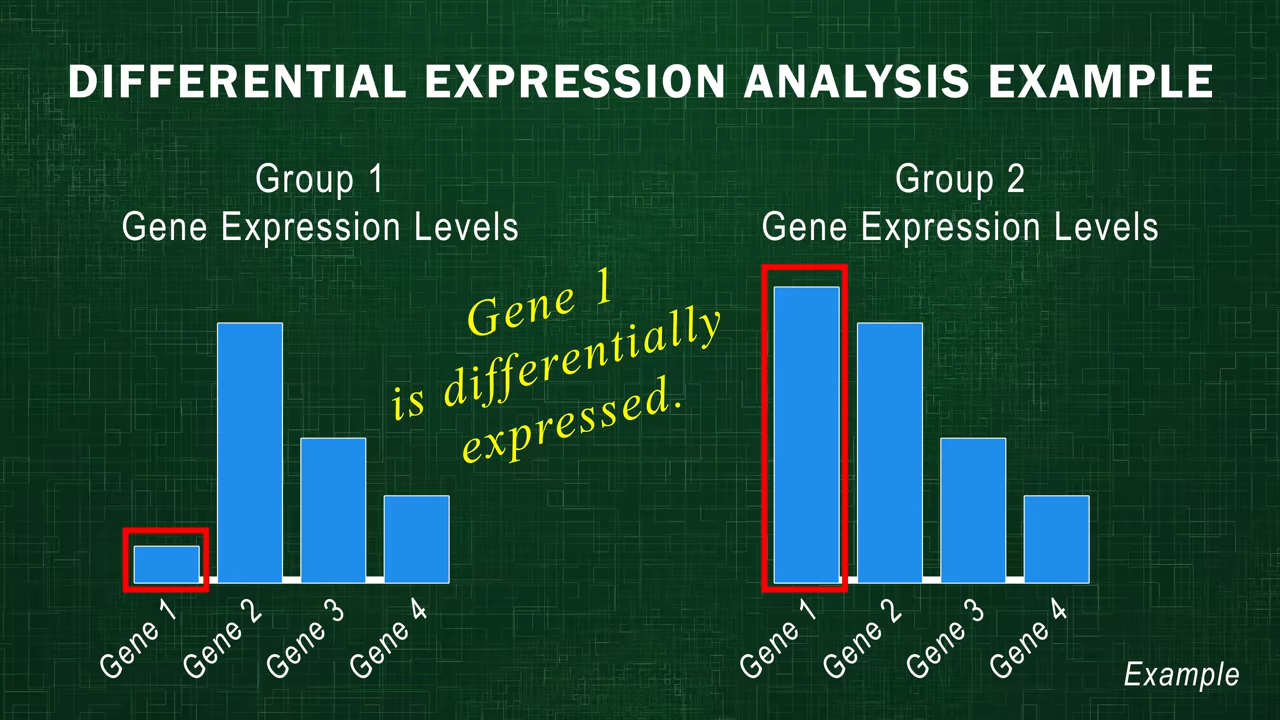 DIFFERENTIAL EXPRESSION ANALYSIS EXAMPLE
Group 1
Gene Expression Levels
Group 2
Gene Expression Levels
Gene 1
is differentially
expressed.
Gene 1
Gene 2
Gene 3
Gene 4
Gene 1
Gene 2
Gene 3
Gene 4
Example